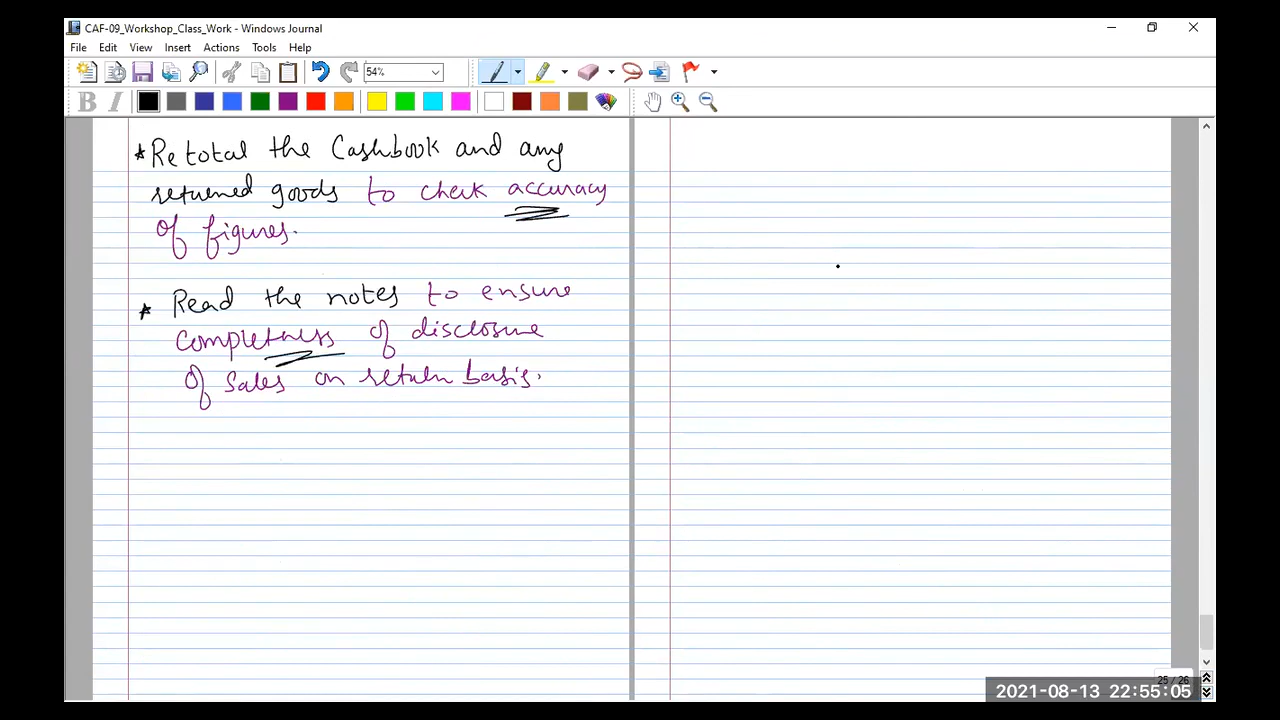 CAF-09_Workshop_Class_Work - Windows Journal
File Edit View Insert Actions Tools Help
54%
B I
* Retotal the Cashbook and any
returned goods to check accuracy
of figures.
* Read the notes to ensure
completness of disclosure
of sales on return basis.
25 / 26
2021-08-13 22:55:05